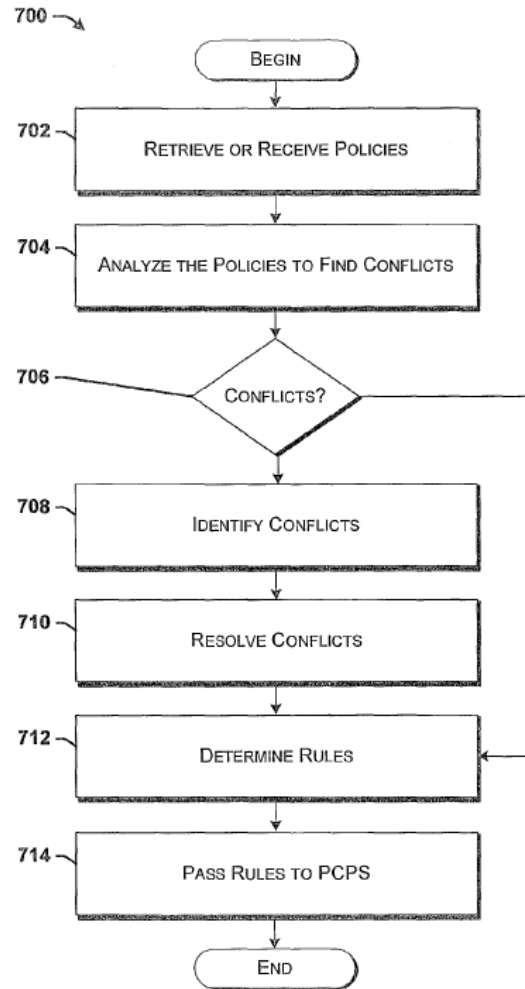 700
BEGIN
702
RETRIEVE OR RECEIVE POLICIES
704
ANALYZE THE POLICIES TO FIND CONFLICTS
706
CONFLICTS?
708
IDENTIFY CONFLICTS
710
RESOLVE CONFLICTS
712
DETERMINE RULES
714
PASS RULES TO PCPS
END